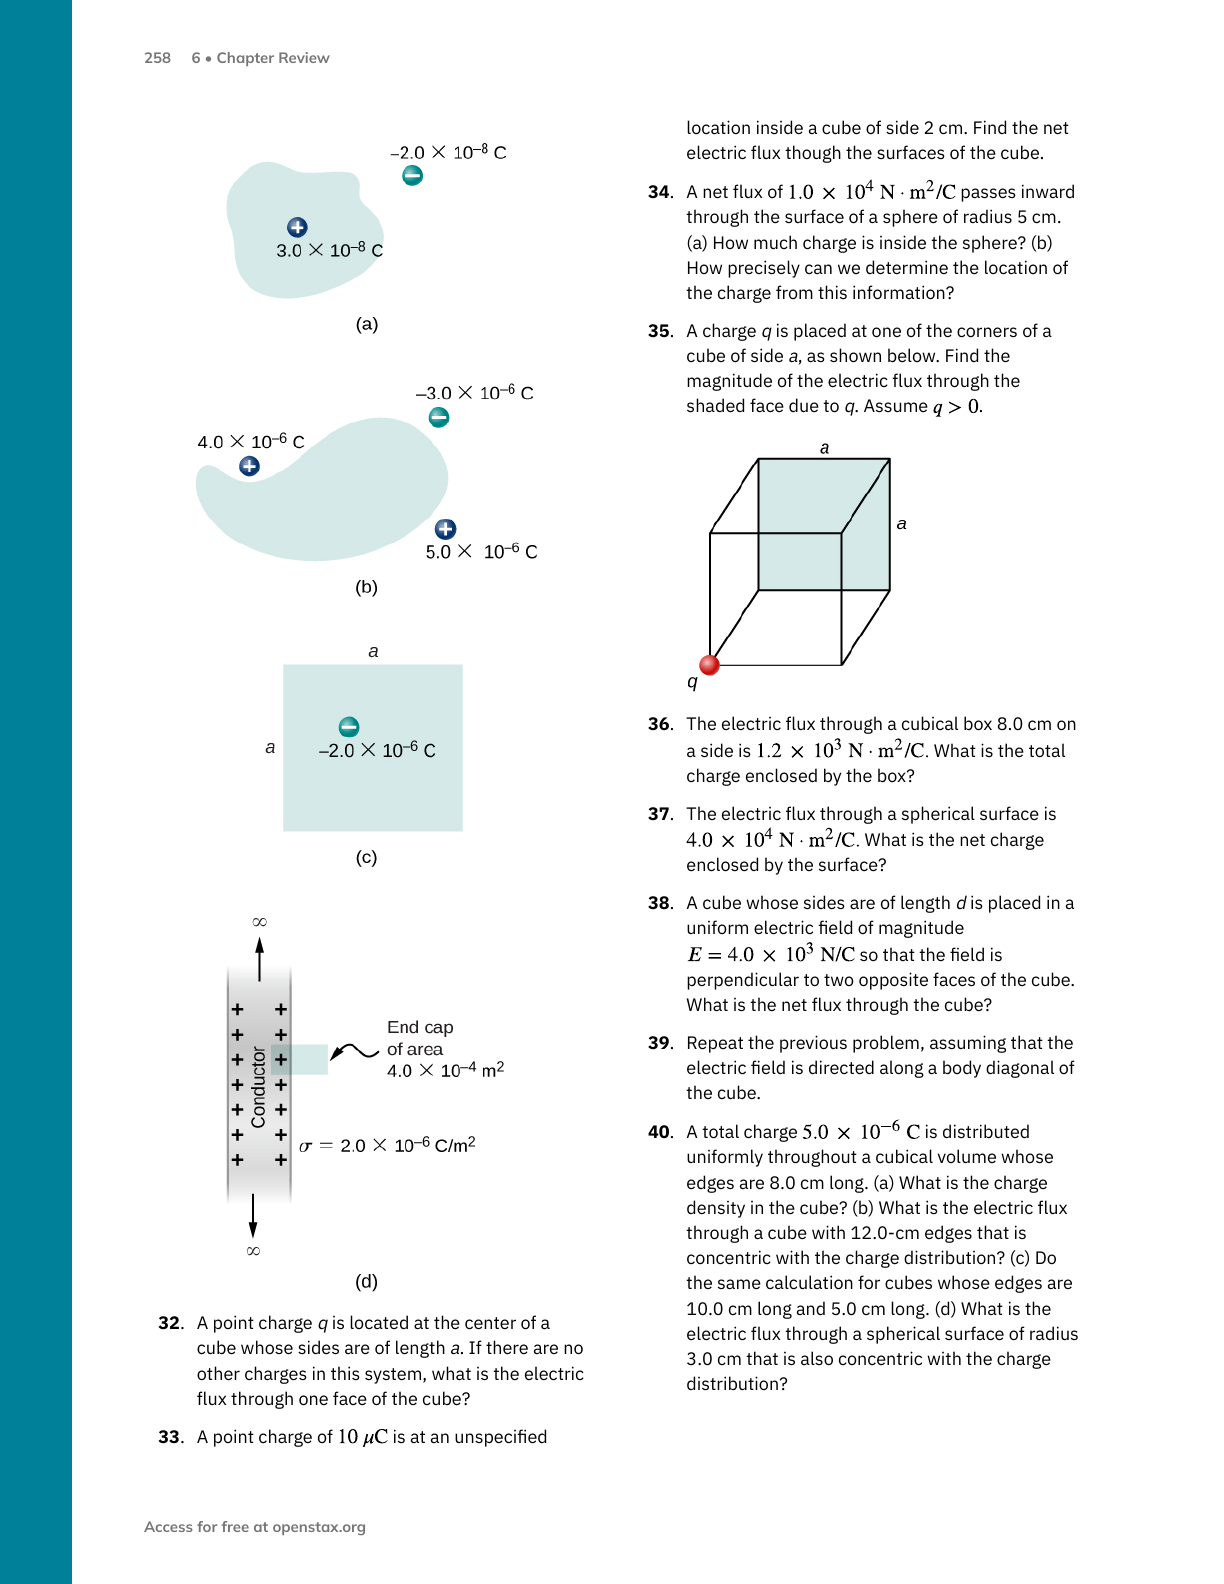 258 6 • Chapter Review
−2.0 × 10⁻⁸ C
3.0 × 10⁻⁸ C
(a)
−3.0 × 10⁻⁶ C
4.0 × 10⁻⁶ C
5.0 × 10⁻⁶ C
(b)
a
a
−2.0 × 10⁻⁶ C
(c)
∞
Conductor
End cap
of area
4.0 × 10⁻⁴ m²
σ = 2.0 × 10⁻⁶ C/m²
∞
(d)
32. A point charge q is located at the center of a
cube whose sides are of length a. If there are no
other charges in this system, what is the electric
flux through one face of the cube?
33. A point charge of 10 μC is at an unspecified
location inside a cube of side 2 cm. Find the net
electric flux though the surfaces of the cube.
34. A net flux of 1.0 × 10⁴ N · m²/C passes inward
through the surface of a sphere of radius 5 cm.
(a) How much charge is inside the sphere? (b)
How precisely can we determine the location of
the charge from this information?
35. A charge q is placed at one of the corners of a
cube of side a, as shown below. Find the
magnitude of the electric flux through the
shaded face due to q. Assume q > 0.
a
a
q
36. The electric flux through a cubical box 8.0 cm on
a side is 1.2 × 10³ N · m²/C. What is the total
charge enclosed by the box?
37. The electric flux through a spherical surface is
4.0 × 10⁴ N · m²/C. What is the net charge
enclosed by the surface?
38. A cube whose sides are of length d is placed in a
uniform electric field of magnitude
E = 4.0 × 10³ N/C so that the field is
perpendicular to two opposite faces of the cube.
What is the net flux through the cube?
39. Repeat the previous problem, assuming that the
electric field is directed along a body diagonal of
the cube.
40. A total charge 5.0 × 10⁻⁶ C is distributed
uniformly throughout a cubical volume whose
edges are 8.0 cm long. (a) What is the charge
density in the cube? (b) What is the electric flux
through a cube with 12.0-cm edges that is
concentric with the charge distribution? (c) Do
the same calculation for cubes whose edges are
10.0 cm long and 5.0 cm long. (d) What is the
electric flux through a spherical surface of radius
3.0 cm that is also concentric with the charge
distribution?
Access for free at openstax.org